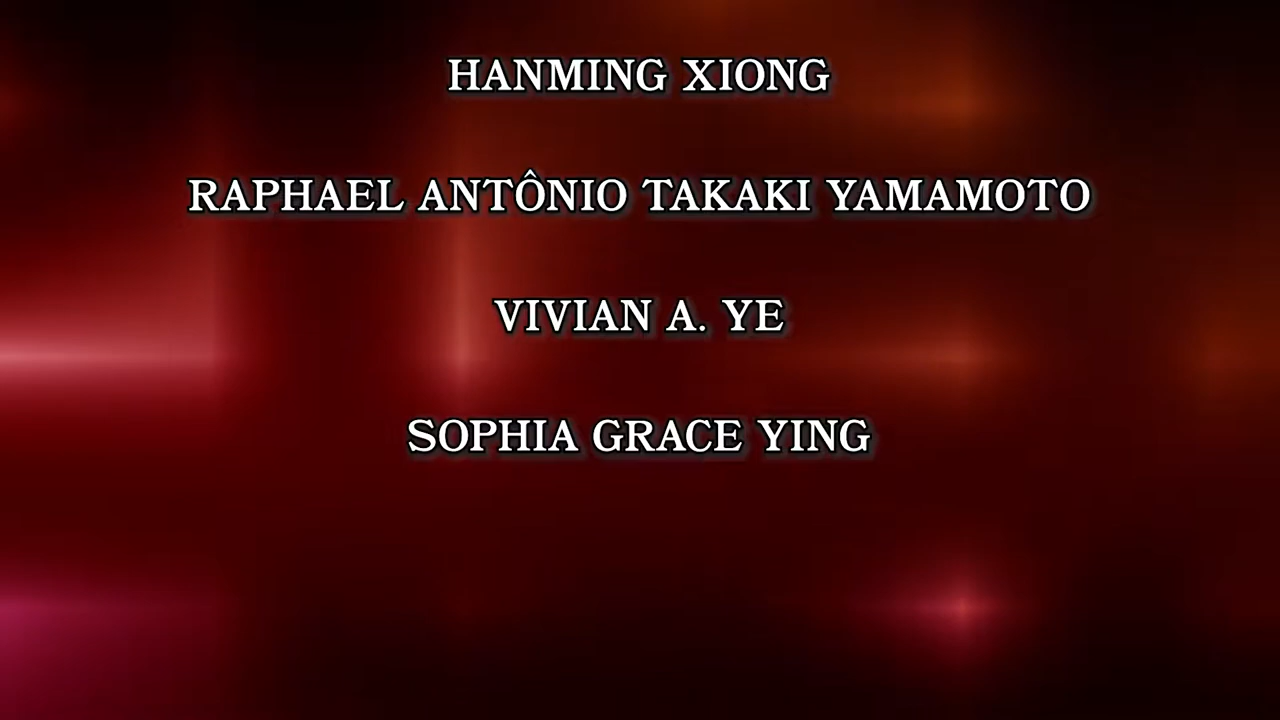 HANMING XIONG
RAPHAEL ANTÔNIO TAKAKI YAMAMOTO
VIVIAN A. YE
SOPHIA GRACE YING